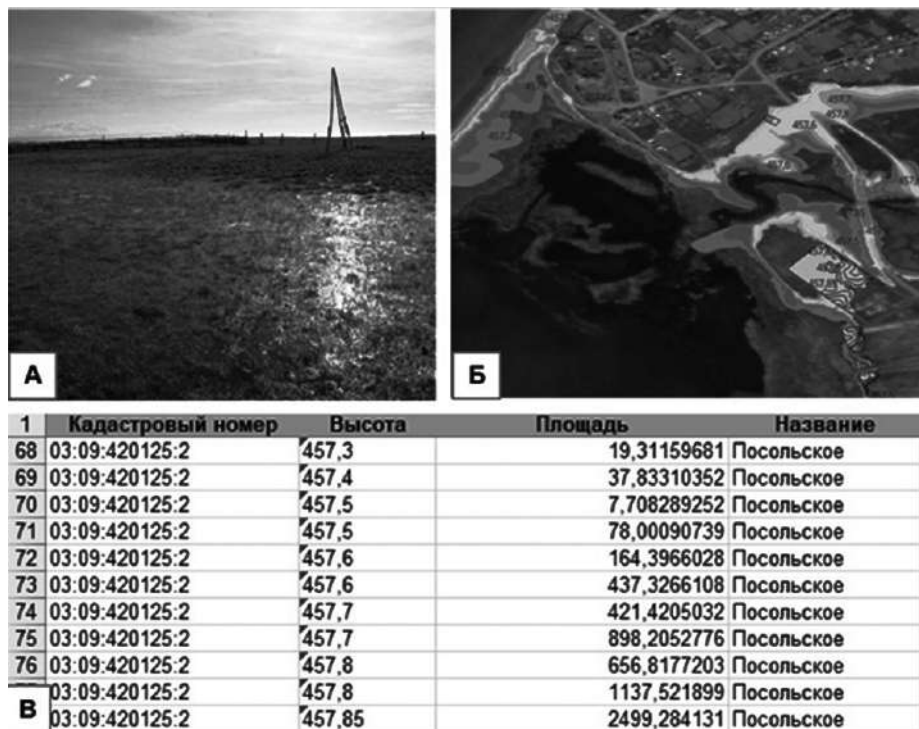 А
Б
457,6
1 Кадастровый номер Высота Площадь Название
68 03:09:420125:2 457,3 19,31159681 Посольское
69 03:09:420125:2 457,4 37,83310352 Посольское
70 03:09:420125:2 457,5 7,708289252 Посольское
71 03:09:420125:2 457,5 78,00090739 Посольское
72 03:09:420125:2 457,6 164,3966028 Посольское
73 03:09:420125:2 457,6 437,3266108 Посольское
74 03:09:420125:2 457,7 421,4205032 Посольское
75 03:09:420125:2 457,7 898,2052776 Посольское
76 03:09:420125:2 457,8 656,8177203 Посольское
03:09:420125:2 457,8 1137,521899 Посольское
В 03:09:420125:2 457,85 2499,284131 Посольское